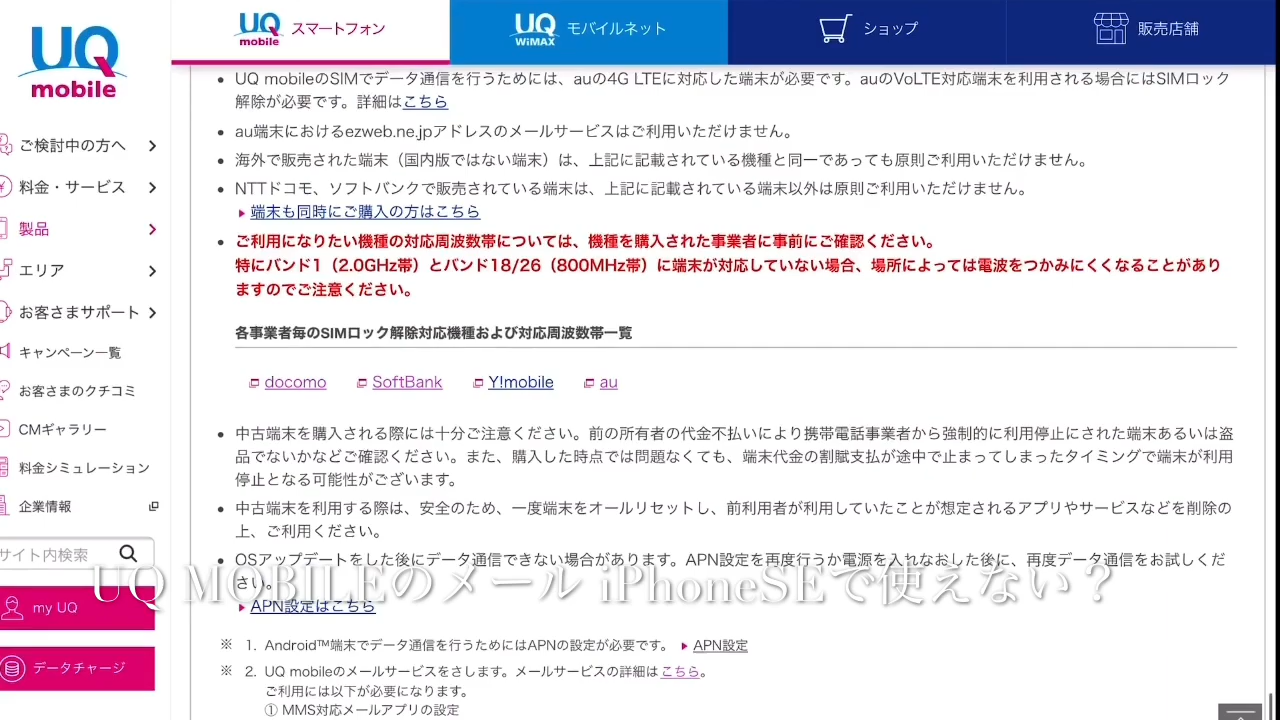 UQ mobile
UQ mobile スマートフォン
UQ WiMAX モバイルネット
ショップ
販売店舗
ご検討中の方へ
料金・サービス
製品
エリア
お客さまサポート
キャンペーン一覧
お客さまのクチコミ
CMギャラリー
料金シミュレーション
企業情報
サイト内検索
my UQ
データチャージ
UQ mobileのSIMでデータ通信を行うためには、auの4G LTEに対応した端末が必要です。auのVoLTE対応端末を利用される場合にはSIMロック
解除が必要です。詳細はこちら
au端末におけるezweb.ne.jpアドレスのメールサービスはご利用いただけません。
海外で販売された端末（国内版ではない端末）は、上記に記載されている機種と同一であっても原則ご利用いただけません。
NTTドコモ、ソフトバンクで販売されている端末は、上記に記載されている端末以外は原則ご利用いただけません。
端末も同時にご購入の方はこちら
ご利用になりたい機種の対応周波数帯については、機種を購入された事業者に事前にご確認ください。
特にバンド1（2.0GHz帯）とバンド18/26（800MHz帯）に端末が対応していない場合、場所によっては電波をつかみにくくなることがあり
ますのでご注意ください。
各事業者毎のSIMロック解除対応機種および対応周波数帯一覧
docomo SoftBank Y!mobile au
中古端末を購入される際には十分ご注意ください。前の所有者の代金不払いにより携帯電話事業者から強制的に利用停止にされた端末あるいは盗
品でないかなどご確認ください。また、購入した時点では問題なくても、端末代金の割賦支払が途中で止まってしまったタイミングで端末が利用
停止となる可能性がございます。
中古端末を利用する際は、安全のため、一度端末をオールリセットし、前利用者が利用していたことが想定されるアプリやサービスなどを削除の
上、ご利用ください。
OSアップデートをした後にデータ通信できない場合があります。APN設定を再度行うか電源を入れなおした後に、再度データ通信をお試しくだ
さい。
UQ MOBILEのメール iPhoneSEで使えない？
APN設定はこちら
※ 1. Android™端末でデータ通信を行うためにはAPNの設定が必要です。 APN設定
※ 2. UQ mobileのメールサービスをさします。メールサービスの詳細はこちら。
ご利用には以下が必要になります。
① MMS対応メールアプリの設定